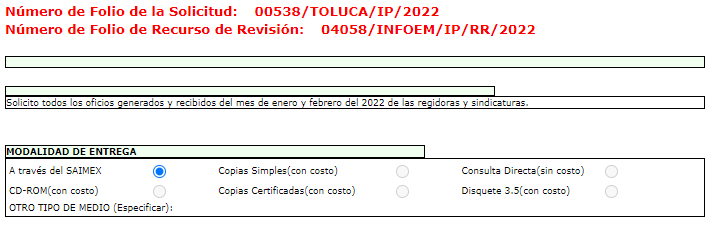 Número de Folio de la Solicitud: 00538/TOLUCA/IP/2022
Número de Folio de Recurso de Revisión: 04058/INFOEM/IP/RR/2022
Solicito todos los oficios generados y recibidos del mes de enero y febrero del 2022 de las regidoras y sindicaturas.
MODALIDAD DE ENTREGA
A través del SAIMEX Copias Simples(con costo) Consulta Directa(sin costo)
CD-ROM(con costo) Copias Certificadas(con costo) Disquete 3.5(con costo)
OTRO TIPO DE MEDIO (Especificar):